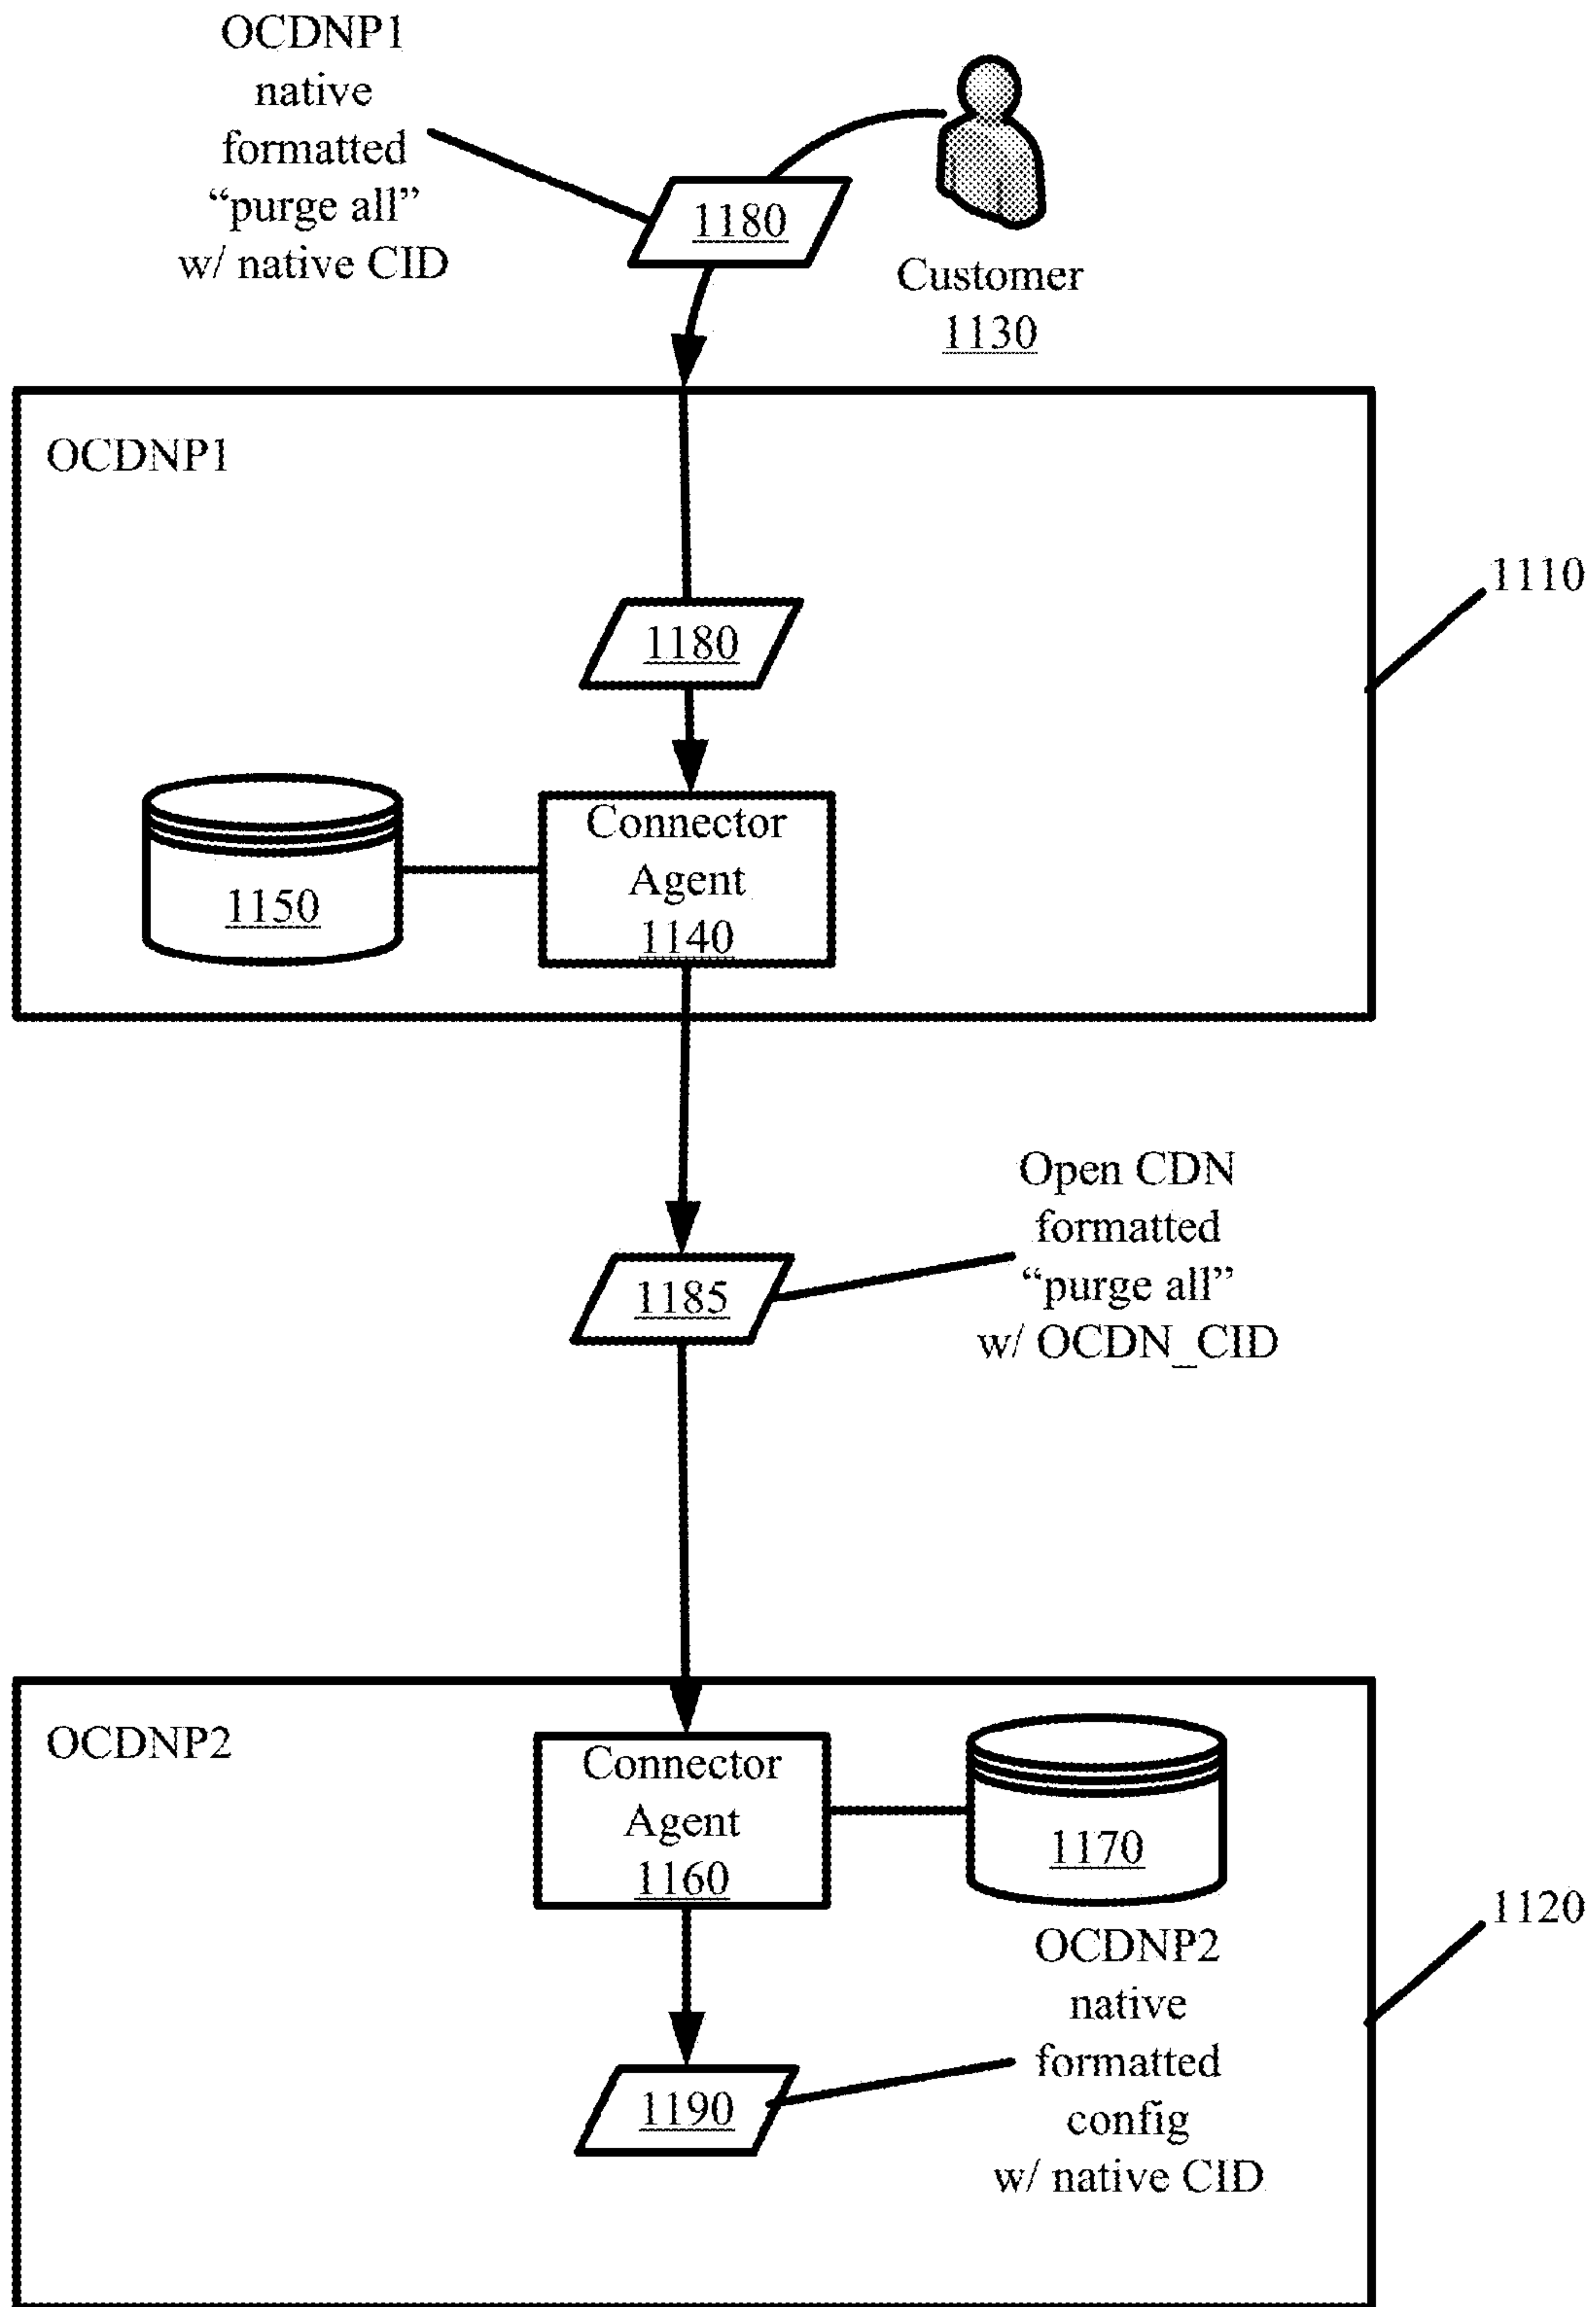 OCDNP1
native
formatted
“purge all”
w/ native CID
1180
Customer
1130
OCDNP1
1110
1180
Connector
Agent
1140
1150
Open CDN
formatted
“purge all”
w/ OCDN_CID
1185
OCDNP2
Connector
Agent
1160
1170
1120
OCDNP2
native
formatted
config
w/ native CID
1190